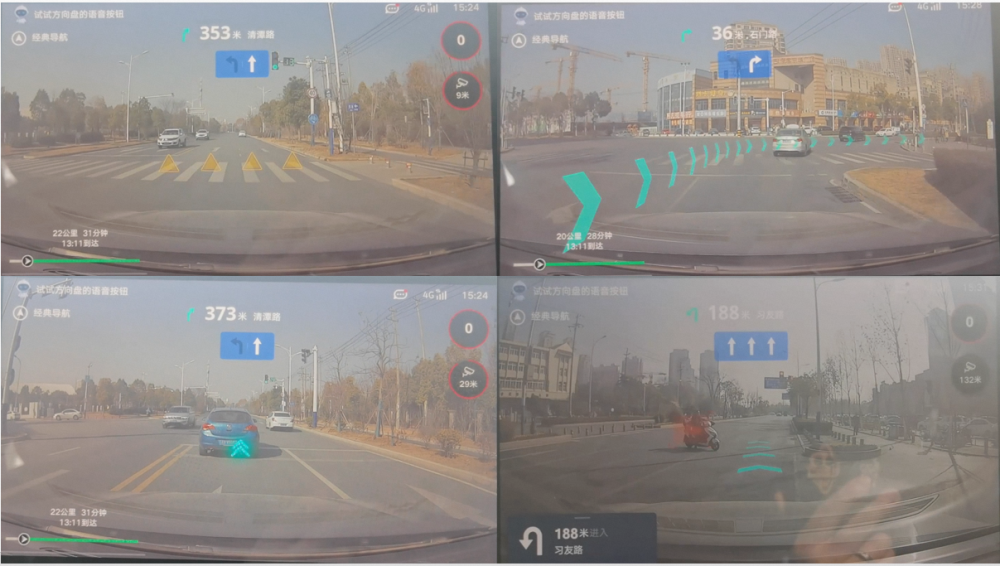 试试方向盘的语音按钮
4G
15:24
经典导航
353米 清潭路
0
9米
22公里 31分钟
13:11到达
试试方向盘的语音按钮
4G
15:28
经典导航
36米 石门路
20公里 28分钟
13:11到达
试试方向盘的语音按钮
4G
15:24
经典导航
373米 清潭路
0
29米
22公里 31分钟
13:11到达
试试方向盘的语音按钮
经典导航
188米 习友路
0
132米
188米进入
习友路